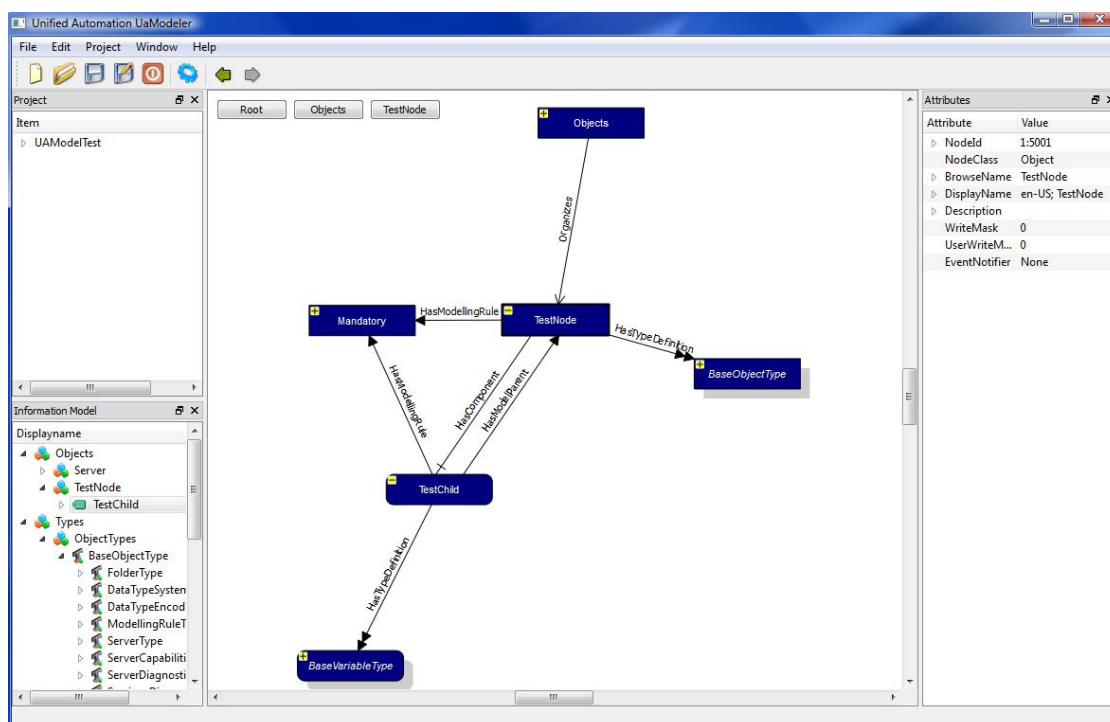 Unified Automation UaModeler
File Edit Project Window Help
Project
Item
UAModelTest
Information Model
Displayname
Objects
Server
TestNode
TestChild
Types
ObjectTypes
BaseObjectType
FolderType
DataTypeSystem
DataTypeEncod
ModellingRuleT
ServerType
ServerCapabiliti
ServerDiagnosti
Root Objects TestNode
Objects
Organizes
Mandatory
HasModellingRule
TestNode
HasTypeDefinition
BaseObjectType
HasModellingRule
HasComponent
HasModelParent
TestChild
HasTypeDefinition
BaseVariableType
Attributes
Attribute Value
NodeId 1:5001
NodeClass Object
BrowseName TestNode
DisplayName en-US; TestNode
Description
WriteMask 0
UserWriteM... 0
EventNotifier None